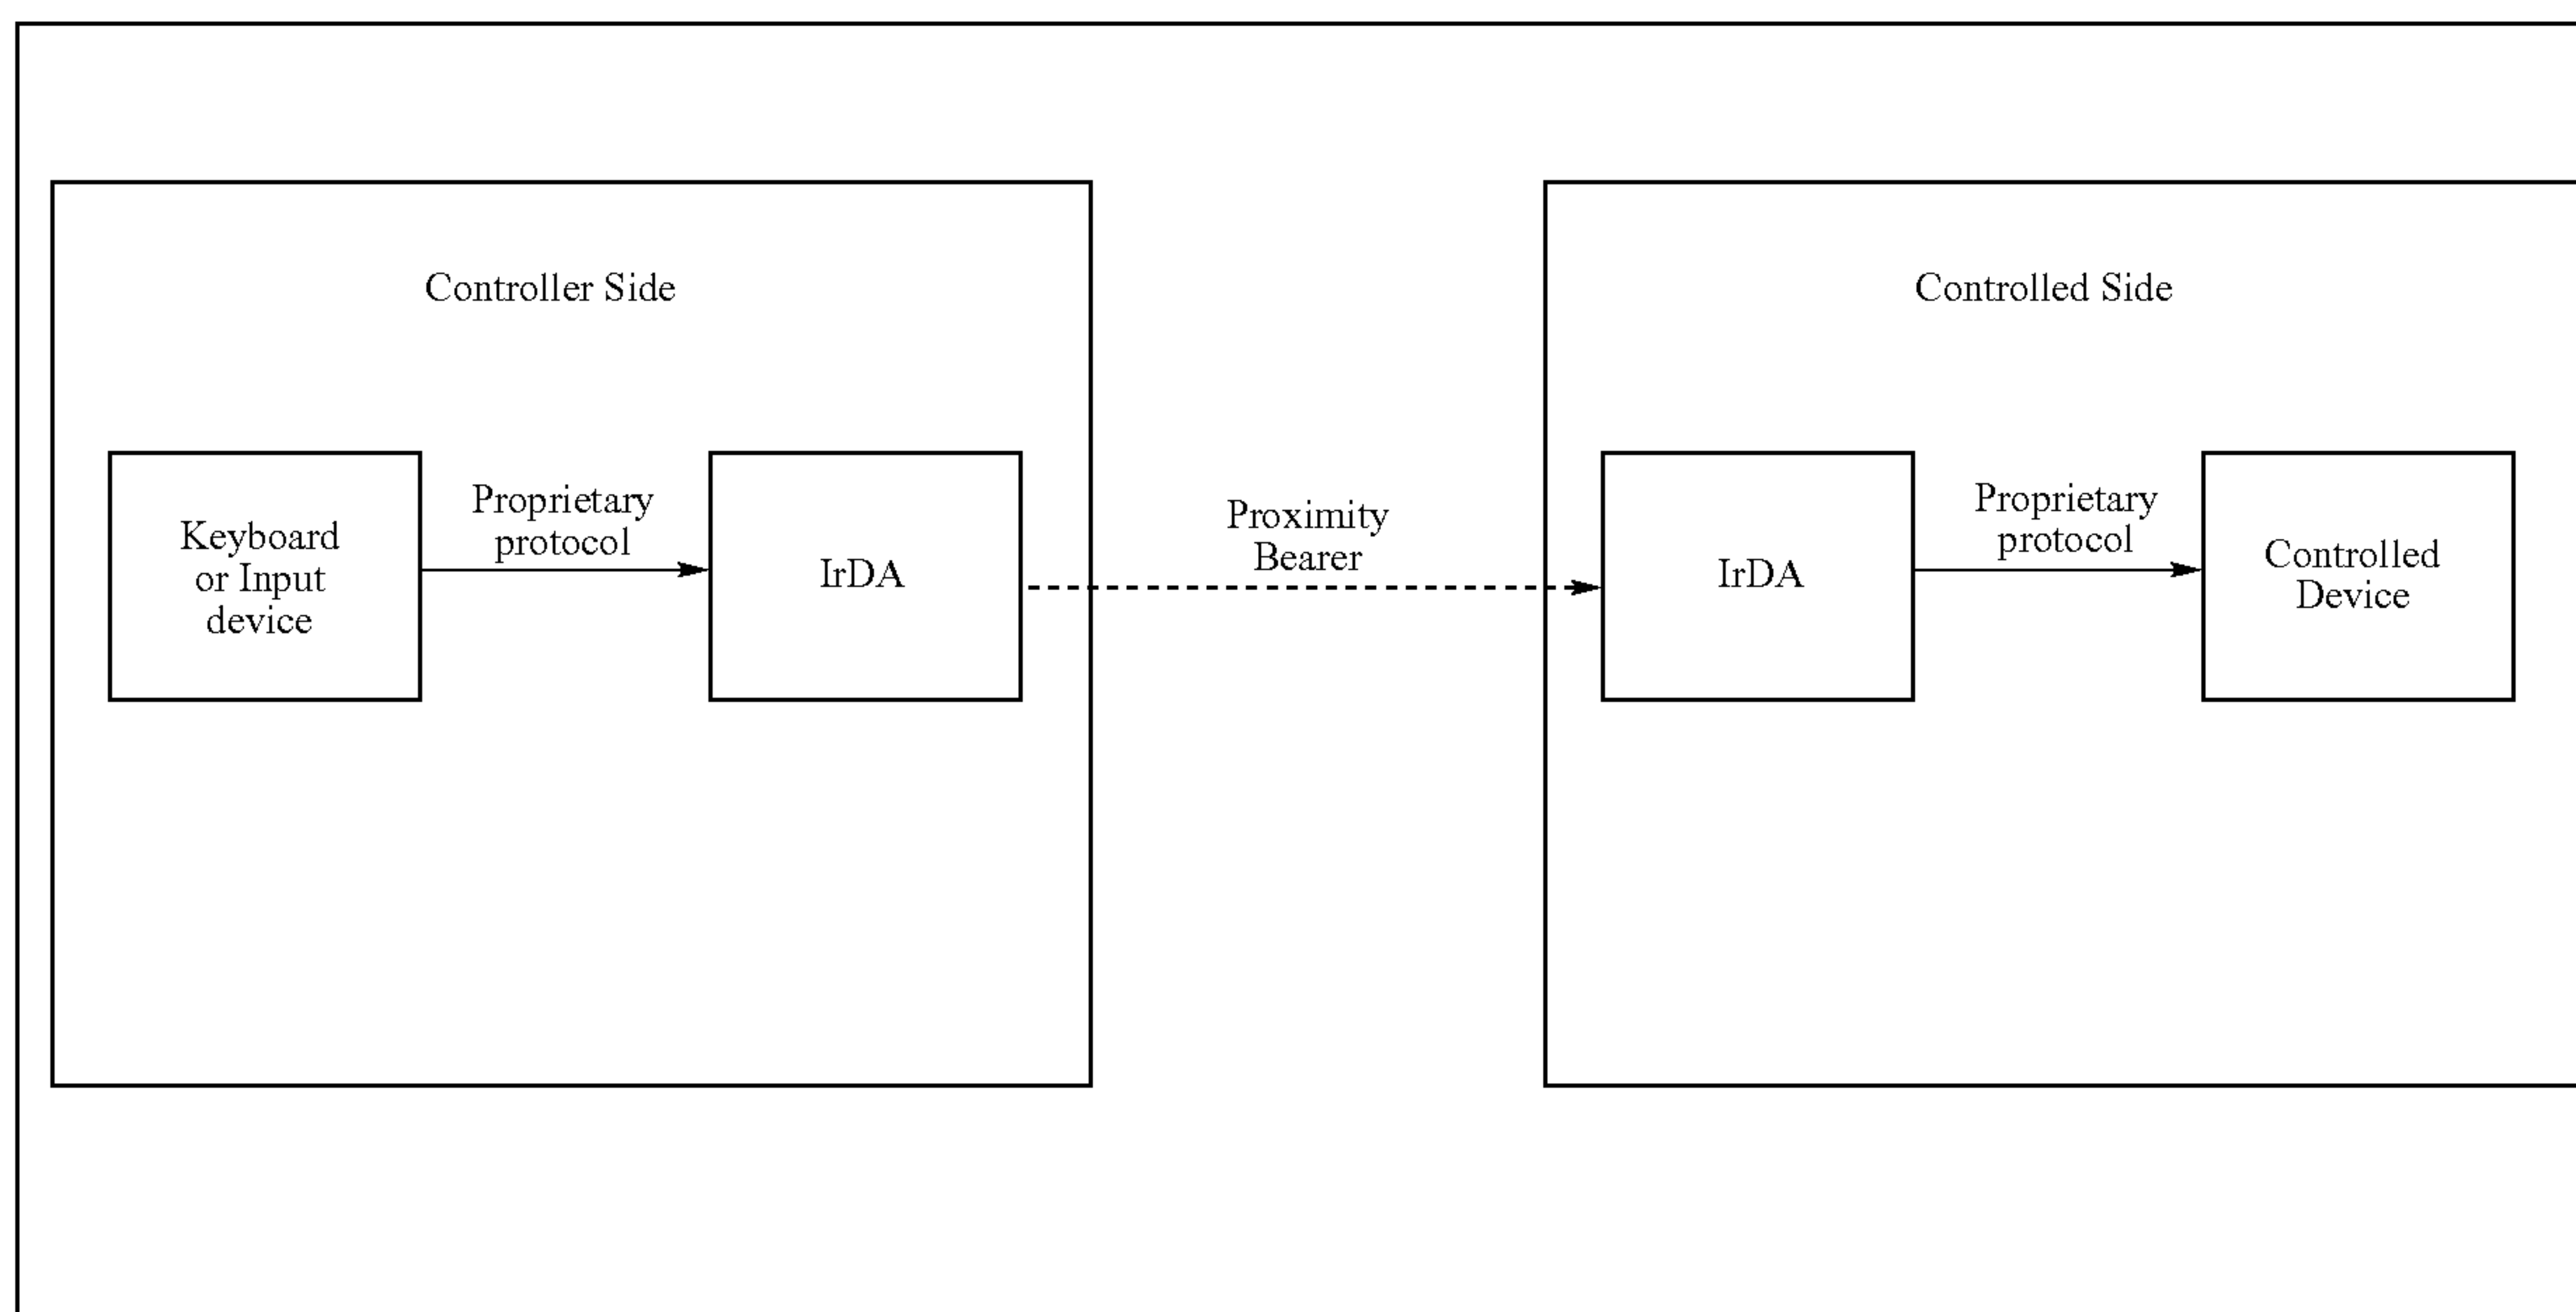 Controller Side
Controlled Side
Keyboard
or Input
device
Proprietary
protocol
IrDA
Proximity
Bearer
IrDA
Proprietary
protocol
Controlled
Device